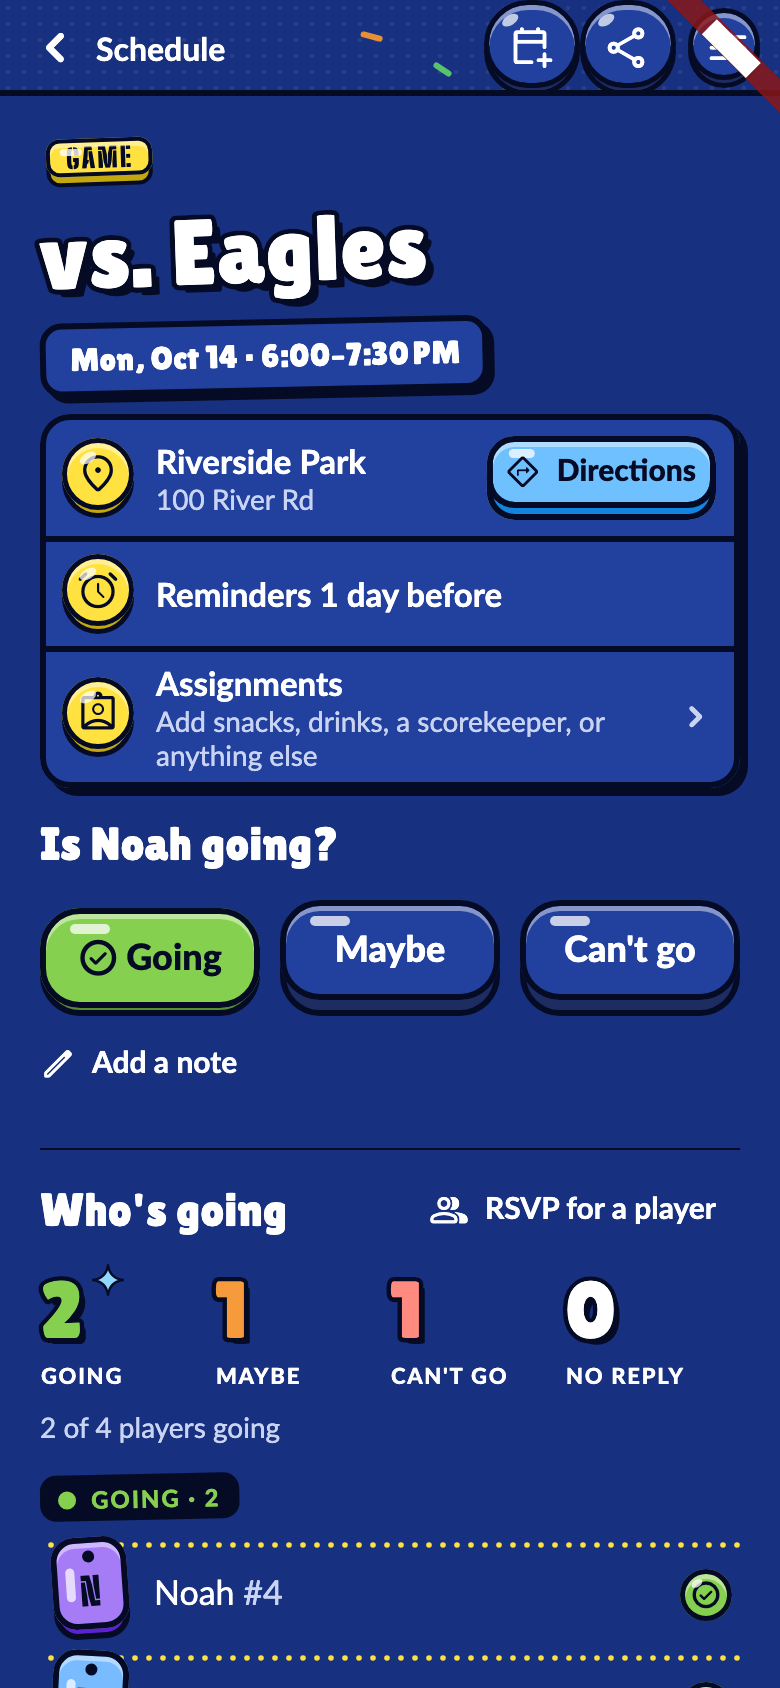 Schedule
GAME
vs. Eagles
Mon, Oct 14 · 6:00–7:30 PM
Riverside Park
100 River Rd
Directions
Reminders 1 day before
Assignments
Add snacks, drinks, a scorekeeper, or
anything else
Is Noah going?
Going
Maybe
Can't go
Add a note
Who's going
RSVP for a player
2
1
1
0
GOING
MAYBE
CAN'T GO
NO REPLY
2 of 4 players going
GOING · 2
N
Noah #4